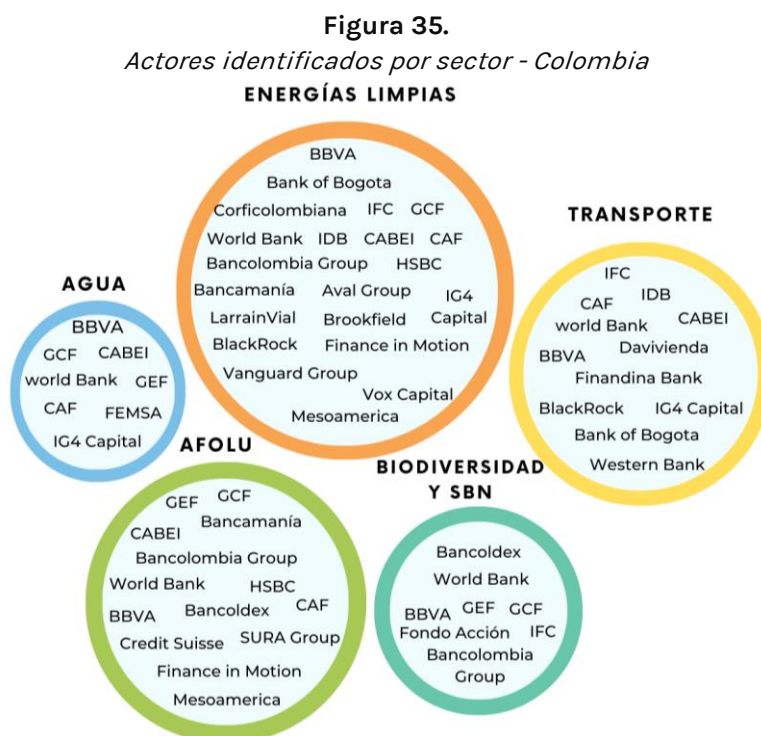 Figura 35.
Actores identificados por sector - Colombia
ENERGÍAS LIMPIAS
BBVA
Bank of Bogota
Corficolombiana IFC GCF
World Bank IDB CABEI CAF
Bancolombia Group HSBC
Bancamanía Aval Group IG4 Capital
LarrainVial Brookfield
BlackRock Finance in Motion
Vanguard Group
Vox Capital
Mesoamerica
TRANSPORTE
IFC
CAF IDB
world Bank CABEI
BBVA Davivienda
Finandina Bank
BlackRock IG4 Capital
Bank of Bogota
Western Bank
AGUA
BBVA
GCF CABEI
world Bank GEF
CAF FEMSA
IG4 Capital
AFOLU
GEF GCF
CABEI Bancamanía
Bancolombia Group
World Bank HSBC
BBVA Bancoldex CAF
Credit Suisse SURA Group
Finance in Motion
Mesoamerica
BIODIVERSIDAD
Y SBN
Bancoldex
World Bank
BBVA GEF GCF
Fondo Acción IFC
Bancolombia
Group